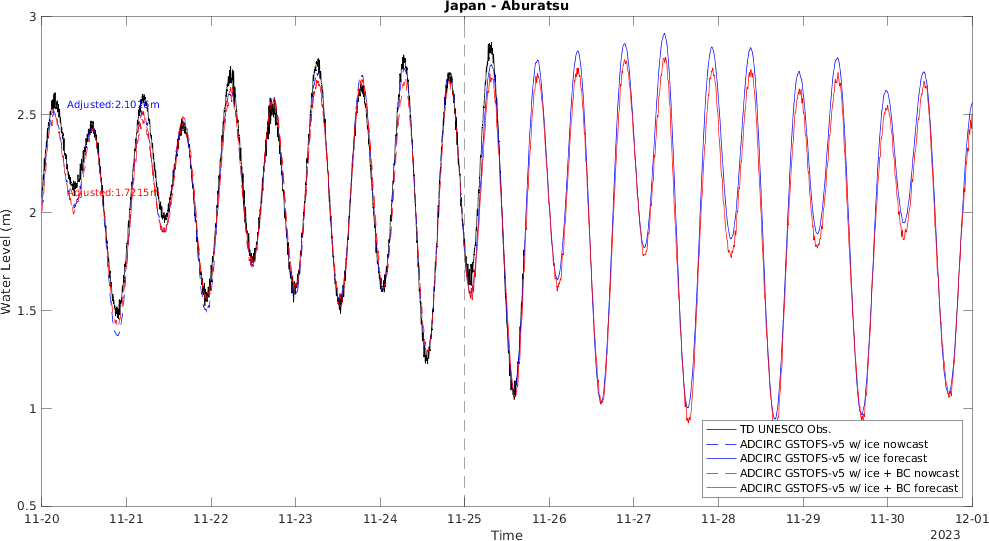 Japan - Aburatsu
Water Level (m)
3
2.5
2
1.5
1
0.5
Adjusted:2.1016m
Adjusted:1.7215m
TD UNESCO Obs.
ADCIRC GSTOFS-v5 w/ ice nowcast
ADCIRC GSTOFS-v5 w/ ice forecast
ADCIRC GSTOFS-v5 w/ ice + BC nowcast
ADCIRC GSTOFS-v5 w/ ice + BC forecast
11-20 11-21 11-22 11-23 11-24 11-25 11-26 11-27 11-28 11-29 11-30 12-01
Time
2023